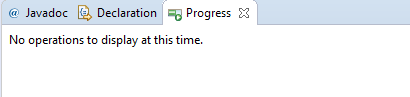 @ Javadoc Declaration Progress
No operations to display at this time.